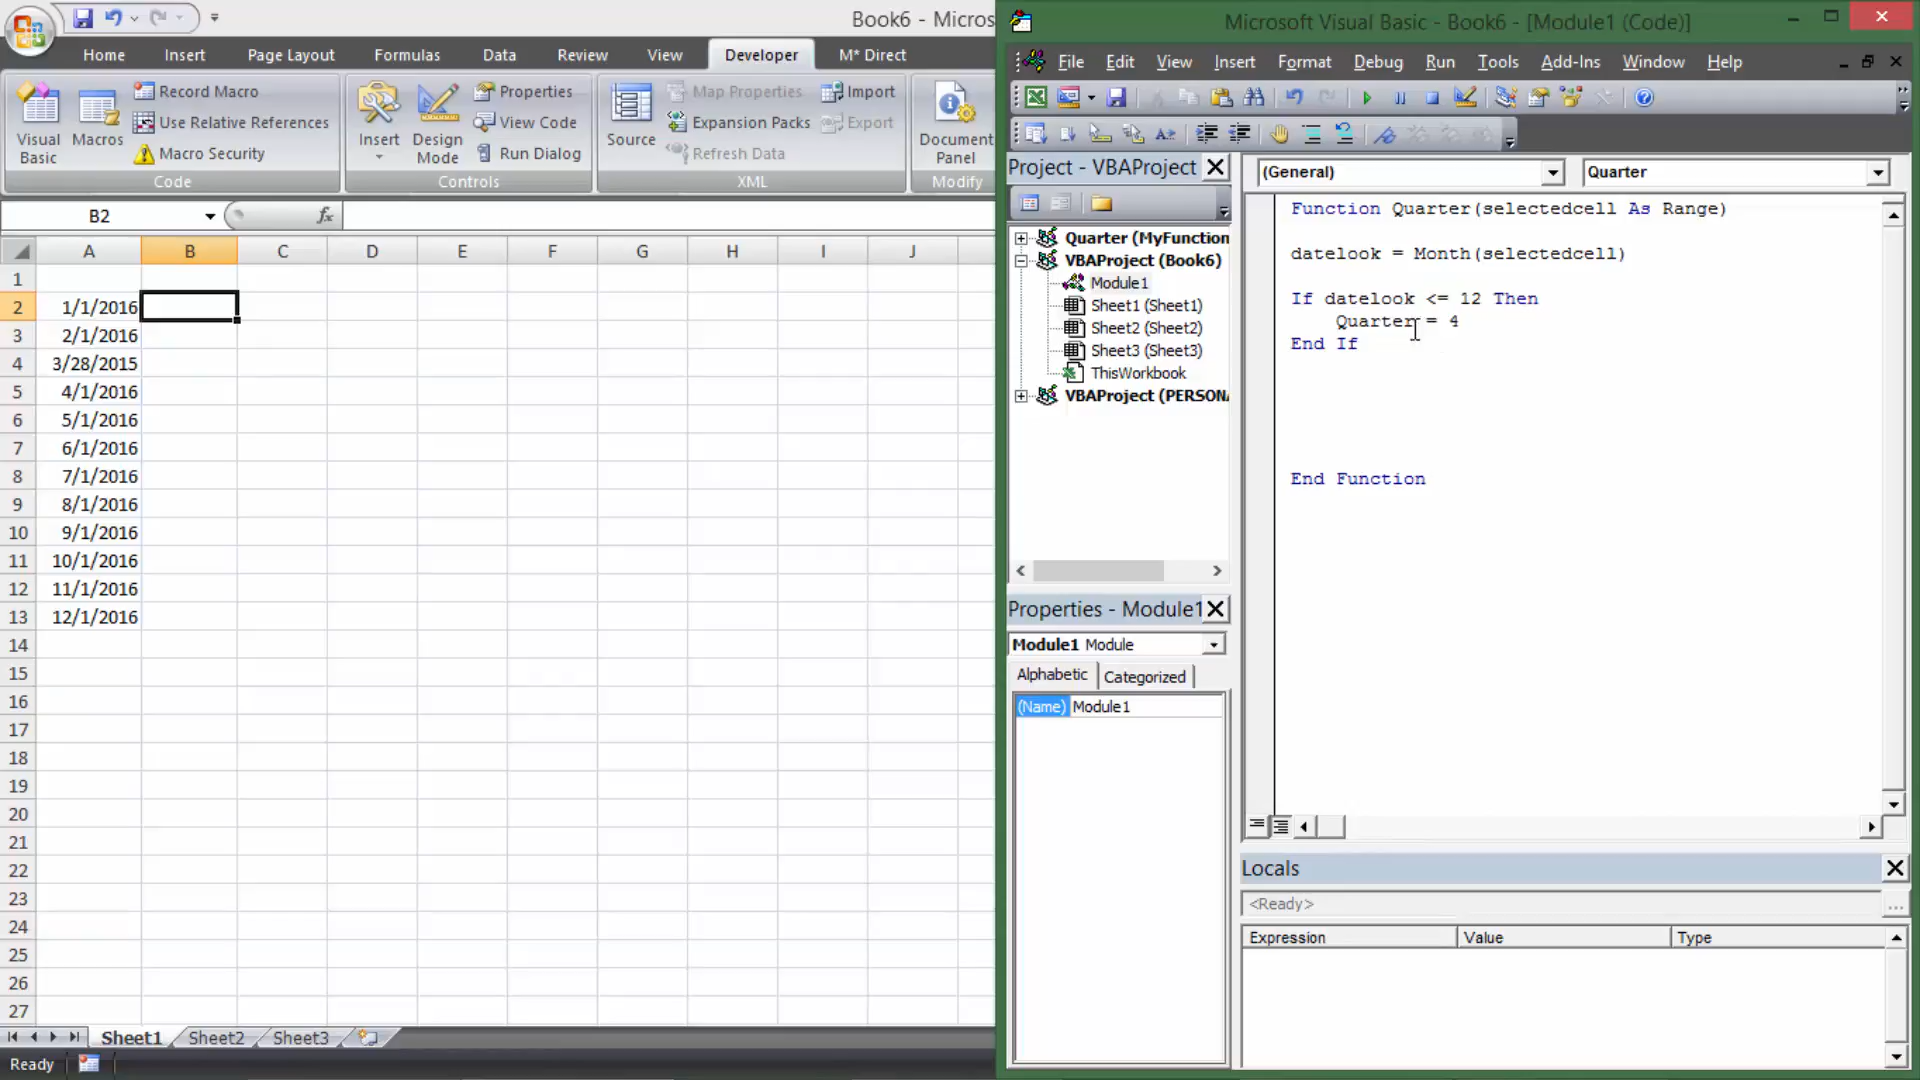 Book6 - Micros
Home Insert Page Layout Formulas Data Review View Developer M* Direct
Visual Basic
Macros
Record Macro
Use Relative References
Macro Security
Code
Insert
Design Mode
Properties
View Code
Run Dialog
Controls
Source
Map Properties
Expansion Packs
Refresh Data
Import
Export
XML
Document Panel
Modify
B2
fx
A B C D E F G H I J
1
2 1/1/2016
3 2/1/2016
4 3/28/2015
5 4/1/2016
6 5/1/2016
7 6/1/2016
8 7/1/2016
9 8/1/2016
10 9/1/2016
11 10/1/2016
12 11/1/2016
13 12/1/2016
14
15
16
17
18
19
20
21
22
23
24
25
26
27
Sheet1 Sheet2 Sheet3
Ready
Microsoft Visual Basic - Book6 - [Module1 (Code)]
File Edit View Insert Format Debug Run Tools Add-Ins Window Help
Project - VBAProject
Quarter (MyFunction
VBAProject (Book6)
Module1
Sheet1 (Sheet1)
Sheet2 (Sheet2)
Sheet3 (Sheet3)
ThisWorkbook
VBAProject (PERSON
Properties - Module1
Module1 Module
Alphabetic Categorized
(Name) Module1
(General) Quarter
Function Quarter(selectedcell As Range)
datelook = Month(selectedcell)
If datelook <= 12 Then
Quarter = 4
End If
End Function
Locals
<Ready>
...
Expression Value Type